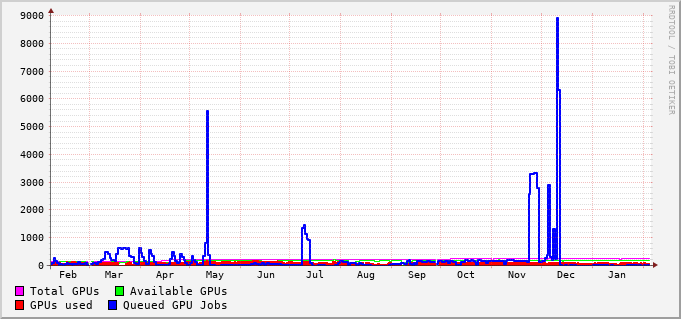 9000
8000
7000
6000
5000
4000
3000
2000
1000
0
Feb Mar Apr May Jun Jul Aug Sep Oct Nov Dec Jan
Total GPUs Available GPUs
GPUs used Queued GPU Jobs
RRDTOOL / TOBI OETIKER